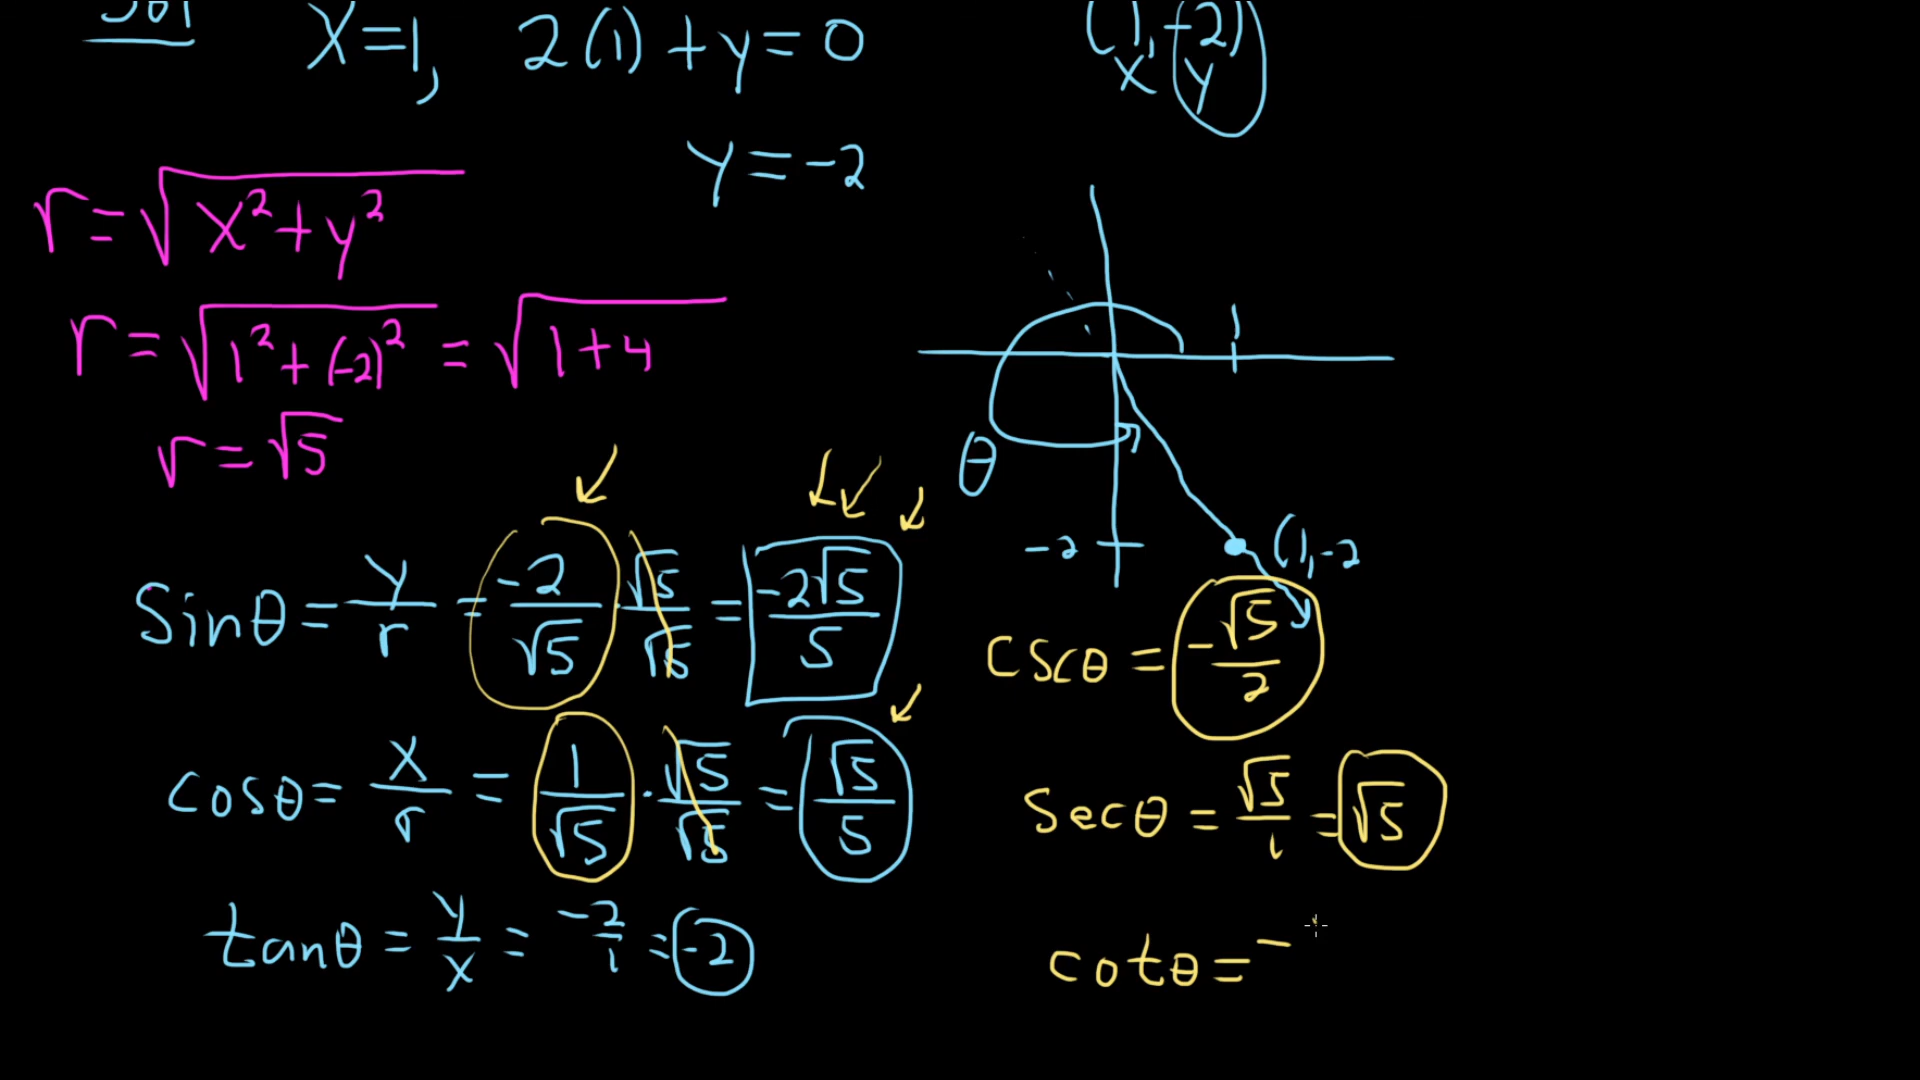 Sol
x=1, 2(1)+y=0
(1,-2)
x y
y=-2
r=√(x²+y²)
r=√(1²+(-2)²)=√(1+4)
r=√5
1
θ
-2
(1,-2
sinθ=y/r=-2/√5 √5/√5=-2√5/5
cscθ=-√5/2
cosθ=x/r=1/√5·√5/√5=√5/5
secθ=√5/1=√5
tanθ=y/x=-2/1=-2
cotθ=-